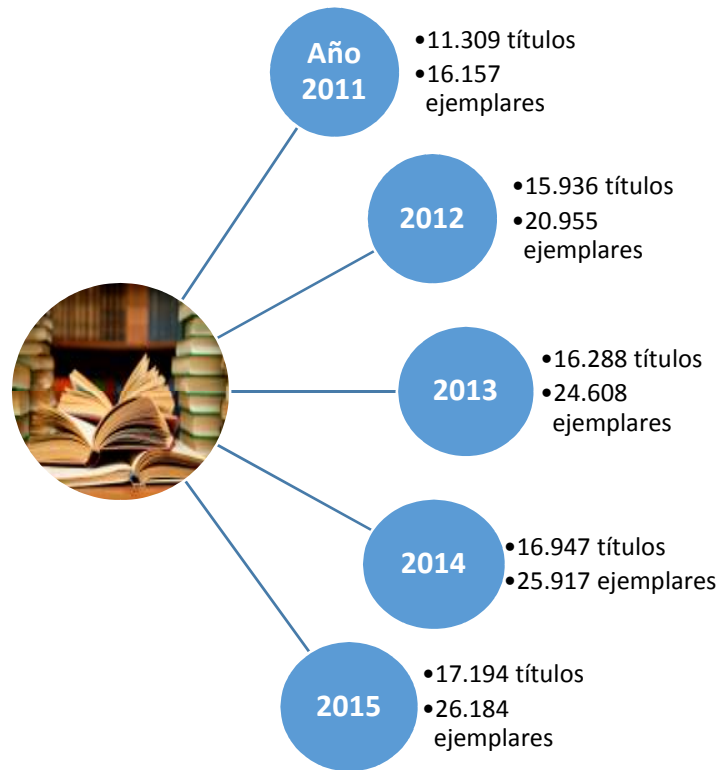 Año
2011
•11.309 títulos
•16.157
ejemplares
2012
•15.936 títulos
•20.955
ejemplares
2013
•16.288 títulos
•24.608
ejemplares
2014
•16.947 títulos
•25.917 ejemplares
2015
•17.194 títulos
•26.184
ejemplares